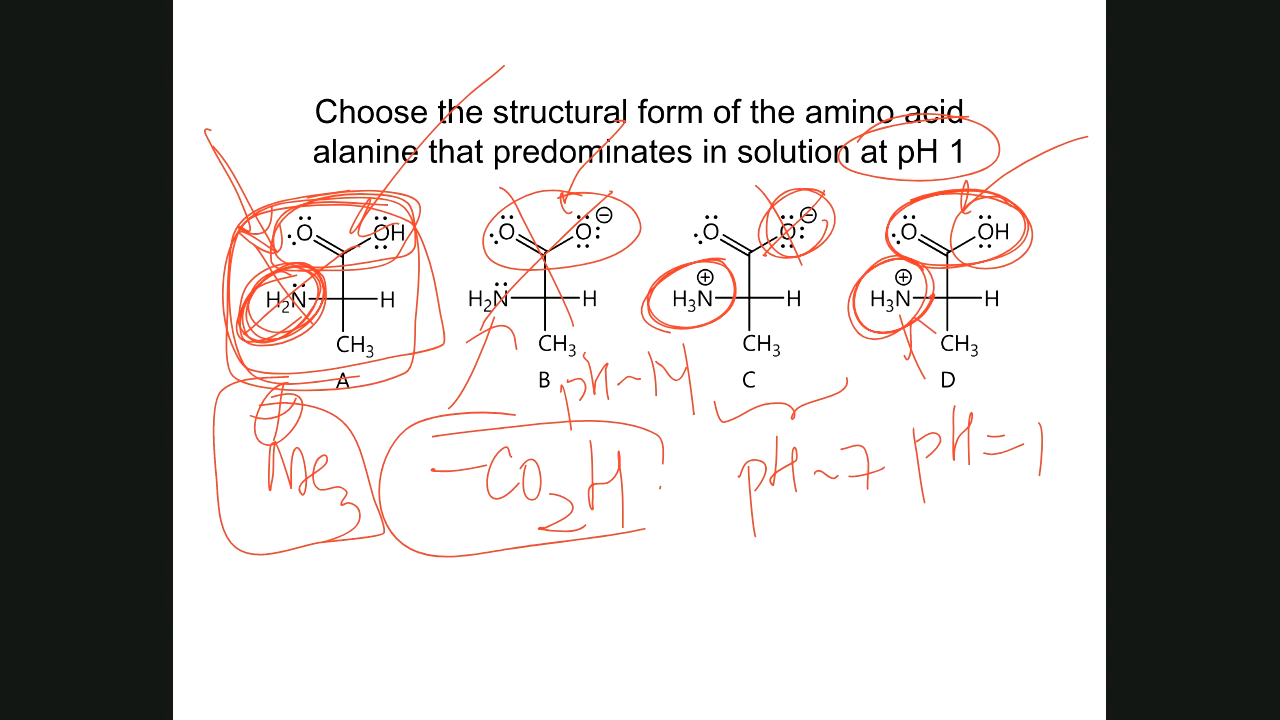 Choose the structural form of the amino acid
alanine that predominates in solution at pH 1
O OH
H₂N H
CH₃
A
O O⊖
H₂N H
CH₃
B
O O⊖
⊕
H₃N H
CH₃
C
O OH
⊕
H₃N H
CH₃
D
pH~14
⊕
NH₃
–CO₂H
pH~7
pH=1